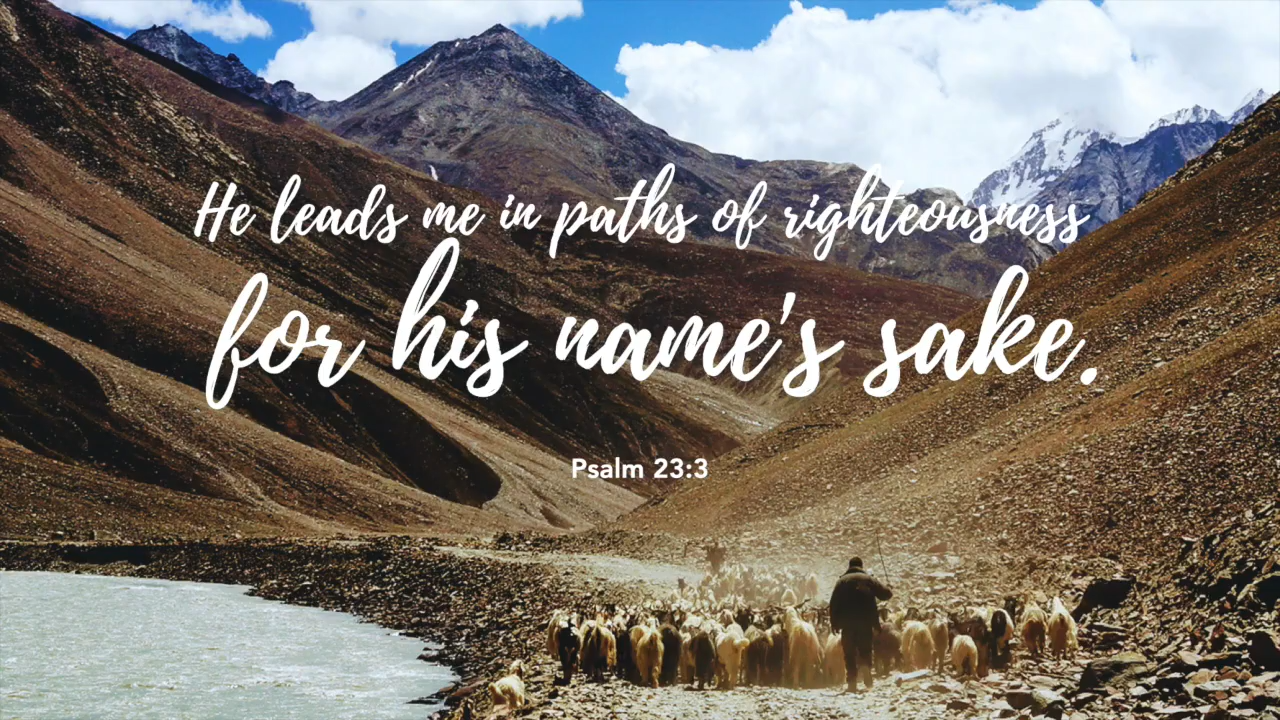 He leads me in paths of righteousness
for his name's sake.
Psalm 23:3